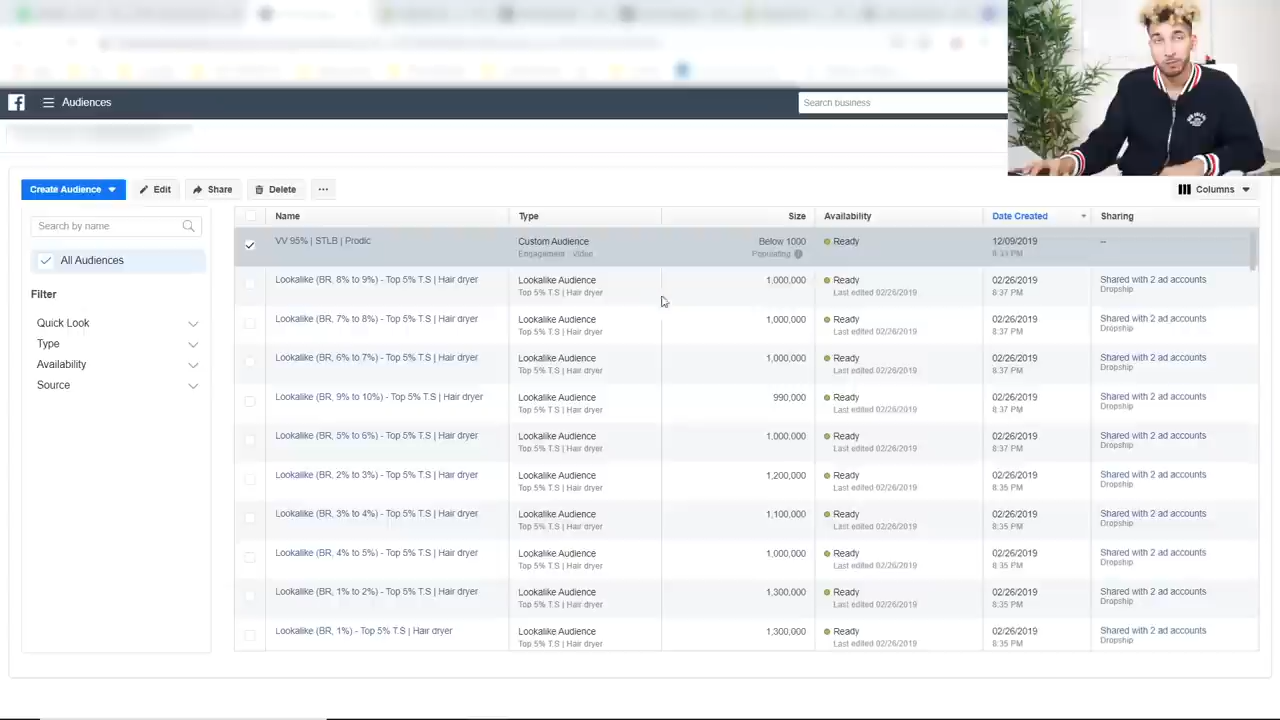 Audiences
Search business
Create Audience
Edit
Share
Delete
Columns
Search by name
All Audiences
Filter
Quick Look
Type
Availability
Source
Name Type Size Availability Date Created Sharing
VV 95% | STLB | Prodic Custom Audience Below 1000 Ready 12/09/2019 --
Engagement - Video Populating 8:33 PM
Lookalike (BR, 8% to 9%) - Top 5% T.S | Hair dryer Lookalike Audience 1,000,000 Ready 02/26/2019 Shared with 2 ad accounts
Top 5% T.S | Hair dryer Last edited 02/26/2019 8:37 PM Dropship
Lookalike (BR, 7% to 8%) - Top 5% T.S | Hair dryer Lookalike Audience 1,000,000 Ready 02/26/2019 Shared with 2 ad accounts
Top 5% T.S | Hair dryer Last edited 02/26/2019 8:37 PM Dropship
Lookalike (BR, 6% to 7%) - Top 5% T.S | Hair dryer Lookalike Audience 1,000,000 Ready 02/26/2019 Shared with 2 ad accounts
Top 5% T.S | Hair dryer Last edited 02/26/2019 8:37 PM Dropship
Lookalike (BR, 9% to 10%) - Top 5% T.S | Hair dryer Lookalike Audience 990,000 Ready 02/26/2019 Shared with 2 ad accounts
Top 5% T.S | Hair dryer Last edited 02/26/2019 8:37 PM Dropship
Lookalike (BR, 5% to 6%) - Top 5% T.S | Hair dryer Lookalike Audience 1,000,000 Ready 02/26/2019 Shared with 2 ad accounts
Top 5% T.S | Hair dryer Last edited 02/26/2019 8:37 PM Dropship
Lookalike (BR, 2% to 3%) - Top 5% T.S | Hair dryer Lookalike Audience 1,200,000 Ready 02/26/2019 Shared with 2 ad accounts
Top 5% T.S | Hair dryer Last edited 02/26/2019 8:35 PM Dropship
Lookalike (BR, 3% to 4%) - Top 5% T.S | Hair dryer Lookalike Audience 1,100,000 Ready 02/26/2019 Shared with 2 ad accounts
Top 5% T.S | Hair dryer Last edited 02/26/2019 8:35 PM Dropship
Lookalike (BR, 4% to 5%) - Top 5% T.S | Hair dryer Lookalike Audience 1,000,000 Ready 02/26/2019 Shared with 2 ad accounts
Top 5% T.S | Hair dryer Last edited 02/26/2019 8:35 PM Dropship
Lookalike (BR, 1% to 2%) - Top 5% T.S | Hair dryer Lookalike Audience 1,300,000 Ready 02/26/2019 Shared with 2 ad accounts
Top 5% T.S | Hair dryer Last edited 02/26/2019 8:35 PM Dropship
Lookalike (BR, 1%) - Top 5% T.S | Hair dryer Lookalike Audience 1,300,000 Ready 02/26/2019 Shared with 2 ad accounts
Top 5% T.S | Hair dryer Last edited 02/26/2019 8:35 PM Dropship